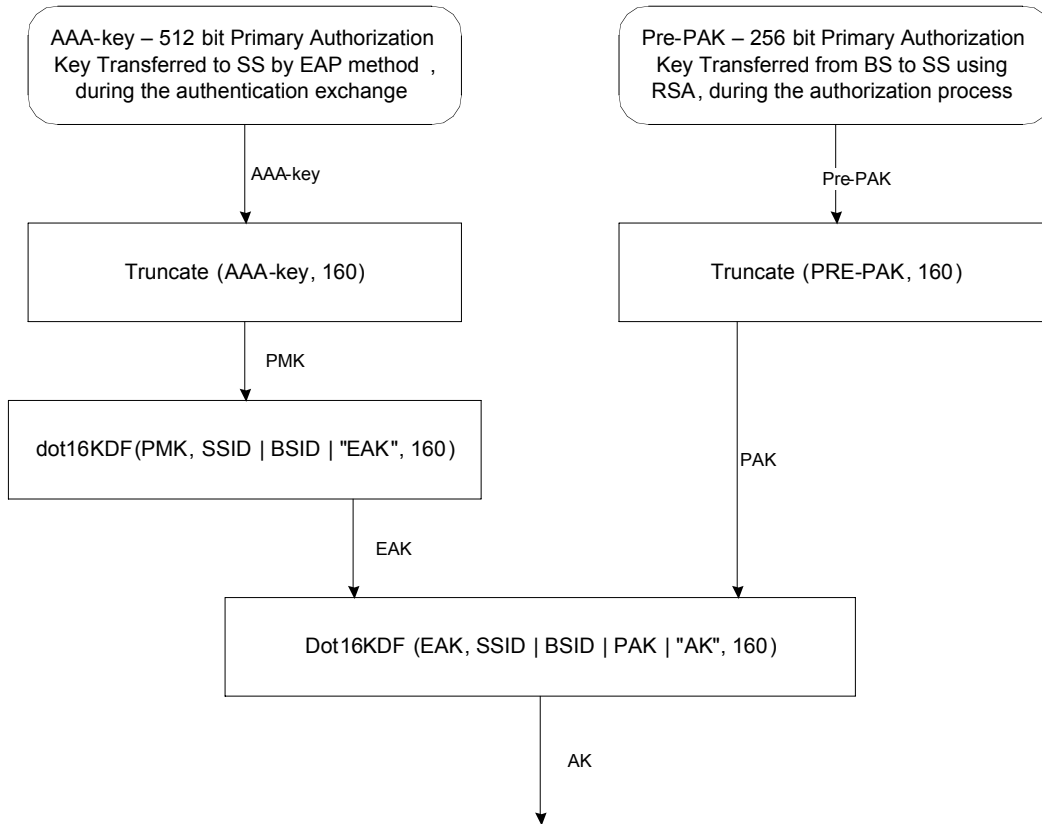 AAA-key – 512 bit Primary Authorization
Key Transferred to SS by EAP method ,
during the authentication exchange
Pre-PAK – 256 bit Primary Authorization
Key Transferred from BS to SS using
RSA, during the authorization process
AAA-key
Pre-PAK
Truncate (AAA-key, 160)
Truncate (PRE-PAK, 160)
PMK
dot16KDF(PMK, SSID | BSID | "EAK", 160)
PAK
EAK
Dot16KDF (EAK, SSID | BSID | PAK | "AK", 160)
AK